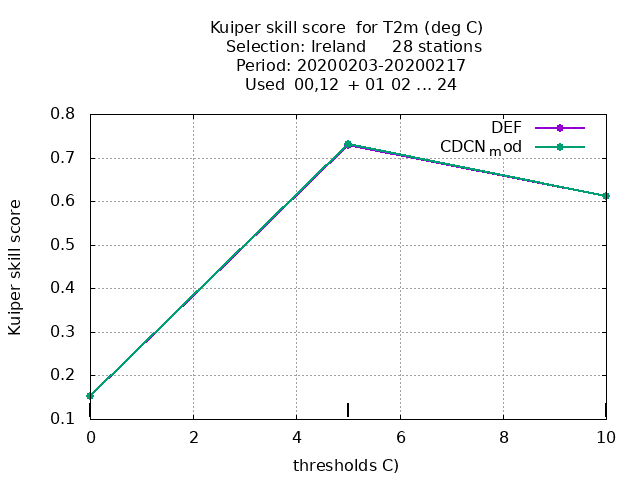 Kuiper skill score  for T2m (deg C)
Selection: Ireland     28 stations
Period: 20200203-20200217
Used  00,12  + 01 02 ... 24
DEF
CDCN_mod
0.8
0.7
0.6
0.5
0.4
0.3
0.2
0.1
Kuiper skill score
0 2 4 6 8 10
thresholds C)